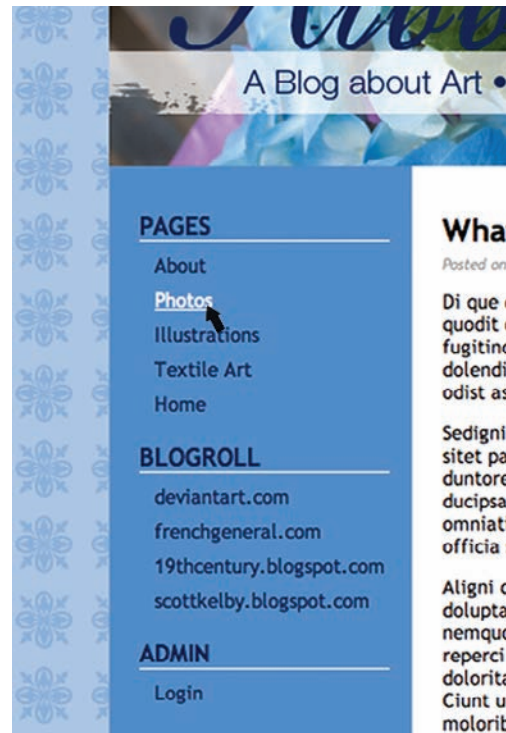 A Blog about Art •
PAGES
About
Photos
Illustrations
Textile Art
Home
BLOGROLL
deviantart.com
frenchgeneral.com
19thcentury.blogspot.com
scottkelby.blogspot.com
ADMIN
Login
Wha
Posted on
Di que
quodit
fugitin
dolendi
odist as
Sedigni
sitet pa
duntore
ducipsa
omniat
officia
Aligni
dolupta
nemquo
reperci
dolorita
Ciunt u
molorib